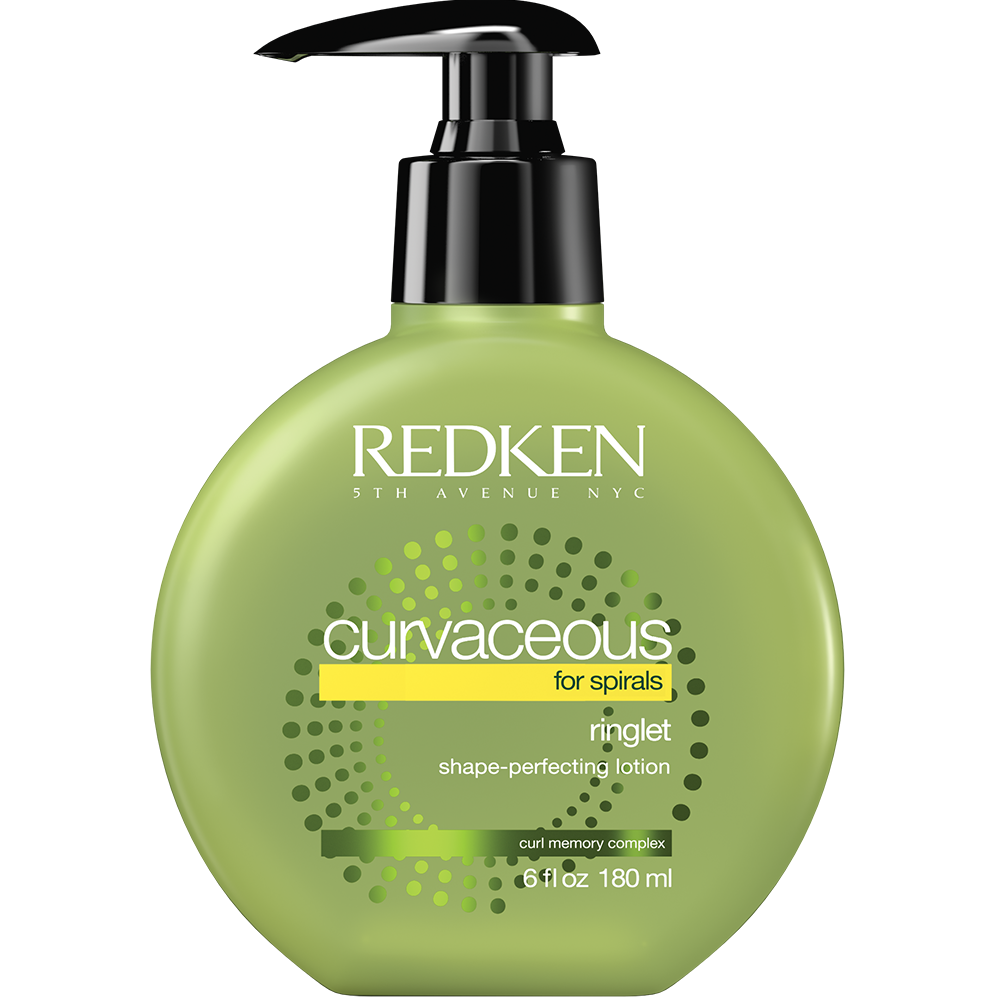 REDKEN
5TH AVENUE NYC
curvaceous
for spirals
ringlet
shape-perfecting lotion
curl memory complex
6 fl oz 180 ml